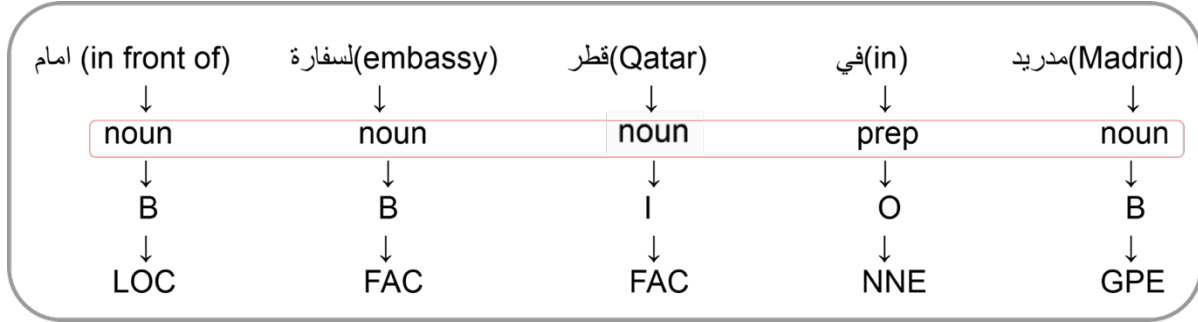 امام (in front of) لسفارة(embassy) قطر(Qatar) في(in) مدريد(Madrid)
↓ ↓ ↓ ↓ ↓
noun noun noun prep noun
↓ ↓ ↓ ↓ ↓
B B I O B
↓ ↓ ↓ ↓ ↓
LOC FAC FAC NNE GPE